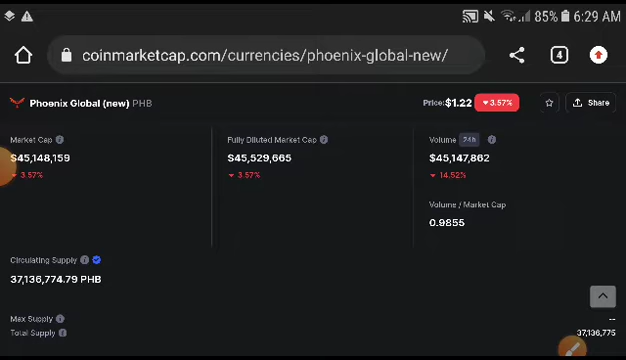 85% 6:29 AM
coinmarketcap.com/currencies/phoenix-global-new/
4
Phoenix Global (new) PHB
Price: $1.22 3.57%
Share
Market Cap
$45,148,159
3.57%
Fully Diluted Market Cap
$45,529,665
3.57%
Volume 24h
$45,147,862
14.52%
Volume / Market Cap
0.9855
Circulating Supply
37,136,774.79 PHB
Max Supply --
Total Supply 37,136,775